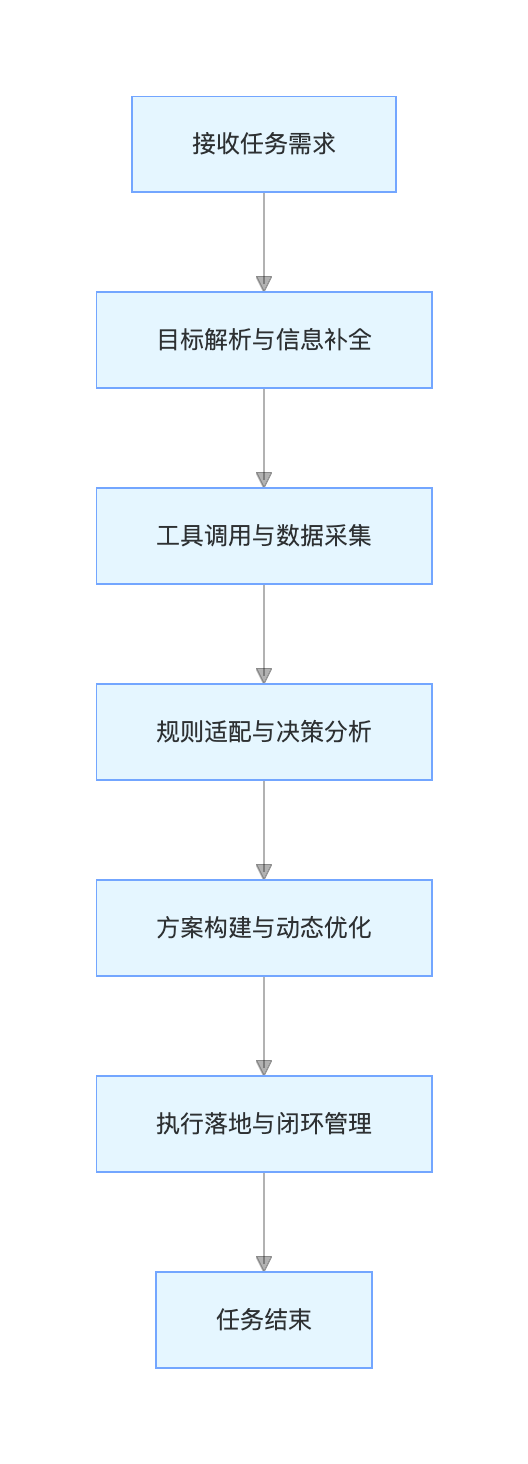 接收任务需求
目标解析与信息补全
工具调用与数据采集
规则适配与决策分析
方案构建与动态优化
执行落地与闭环管理
任务结束